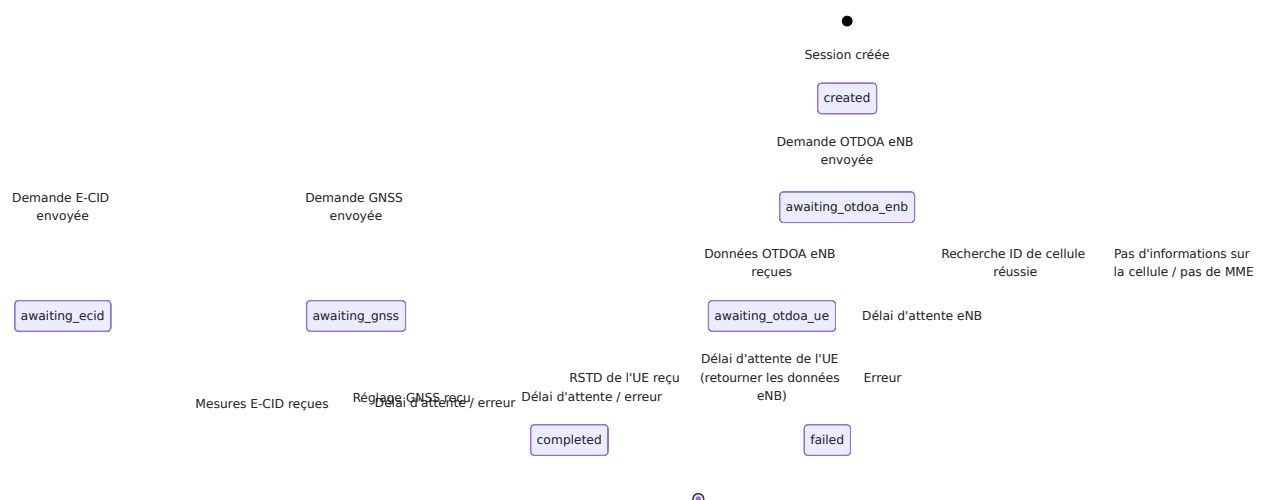 Session créée
created
Demande OTDOA eNB
envoyée
Demande E-CID
envoyée
Demande GNSS
envoyée
awaiting_otdoa_enb
Données OTDOA eNB
reçues
Recherche ID de cellule
réussie
Pas d'informations sur
la cellule / pas de MME
awaiting_ecid
awaiting_gnss
awaiting_otdoa_ue
Délai d'attente eNB
Mesures E-CID reçues
Réglage GNSS reçu
Délai d'attente / erreur
RSTD de l'UE reçu
Délai d'attente / erreur
Délai d'attente de l'UE
(retourner les données
eNB)
Erreur
completed
failed